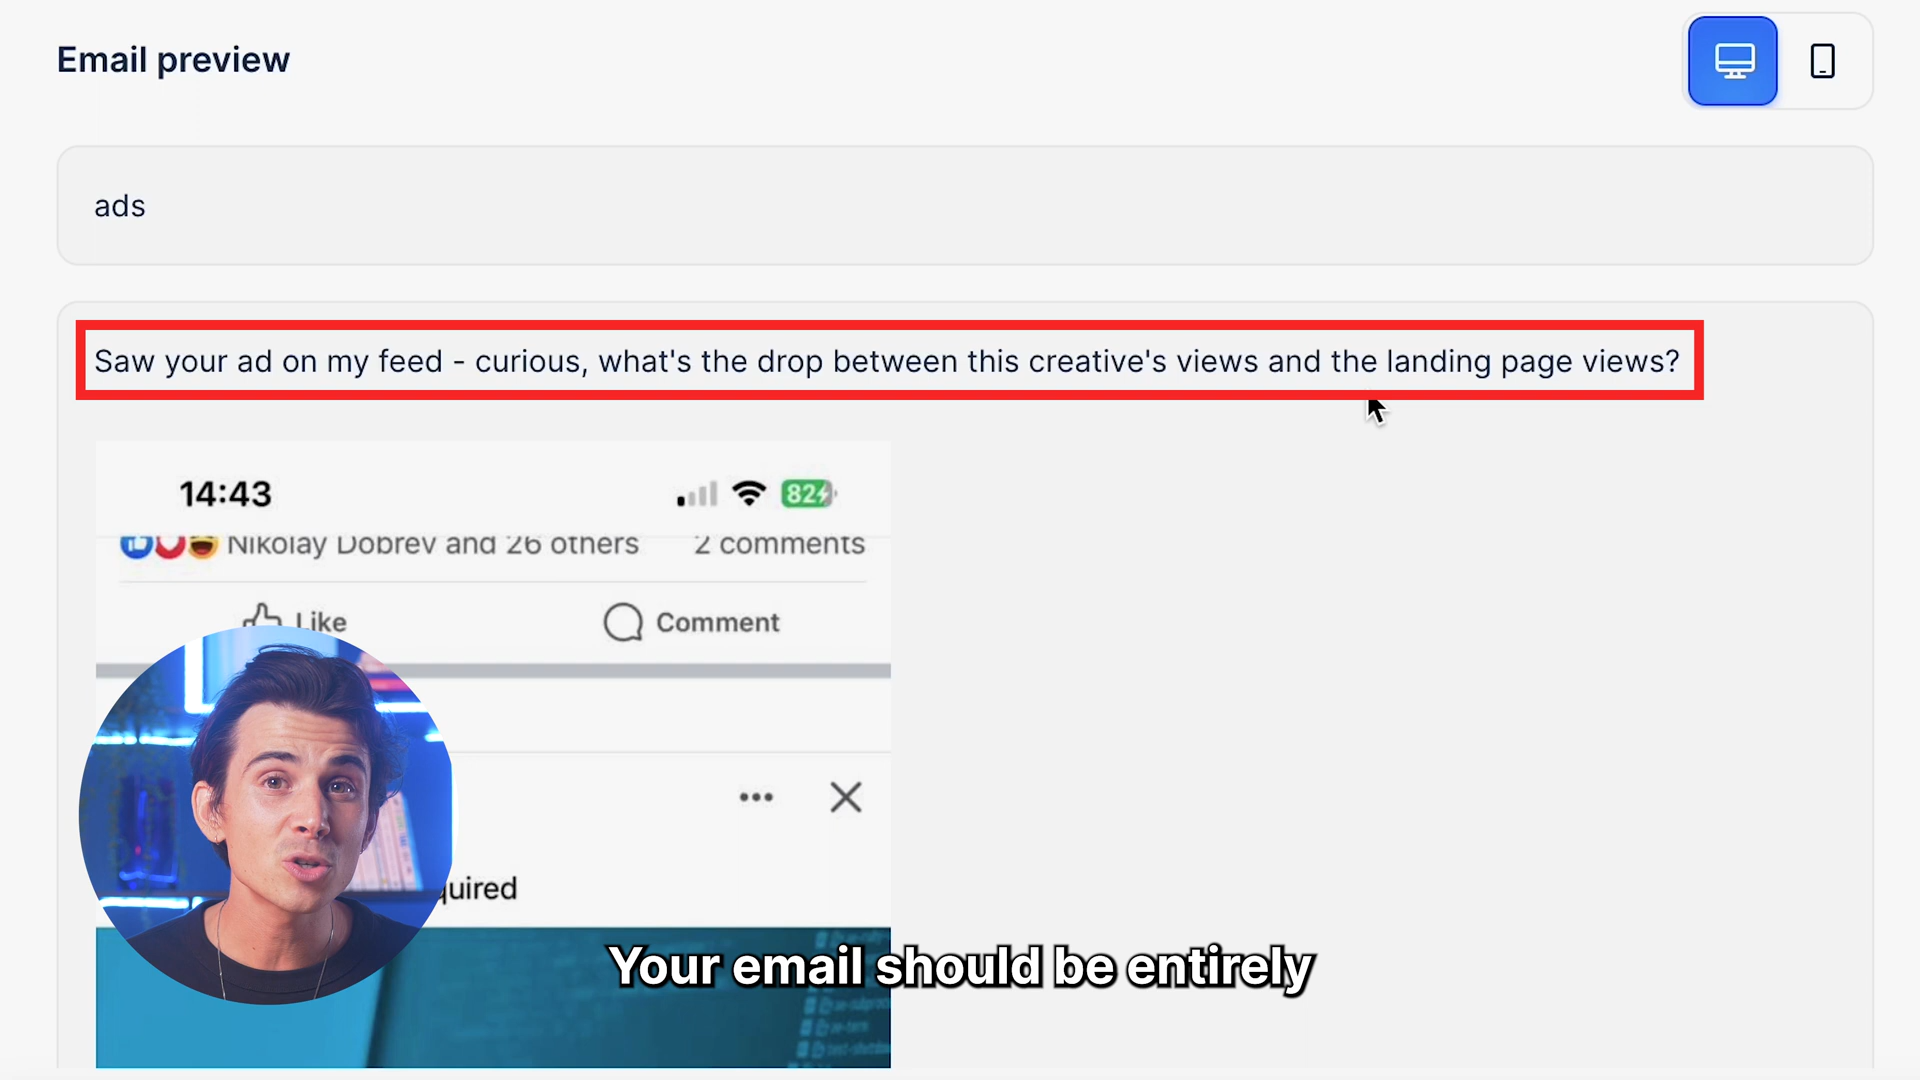 Email preview
ads
Saw your ad on my feed - curious, what's the drop between this creative's views and the landing page views?
14:43
82
Nikolay Dobrev and 26 others 2 comments
Like Comment
quired
Your email should be entirely